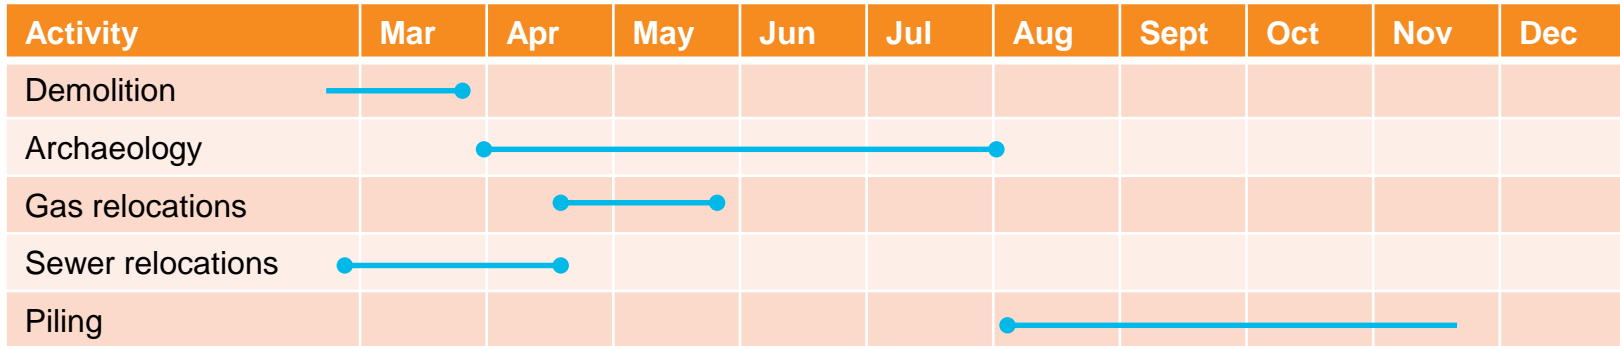 Activity Mar Apr May Jun Jul Aug Sept Oct Nov Dec
Demolition
Archaeology
Gas relocations
Sewer relocations
Piling